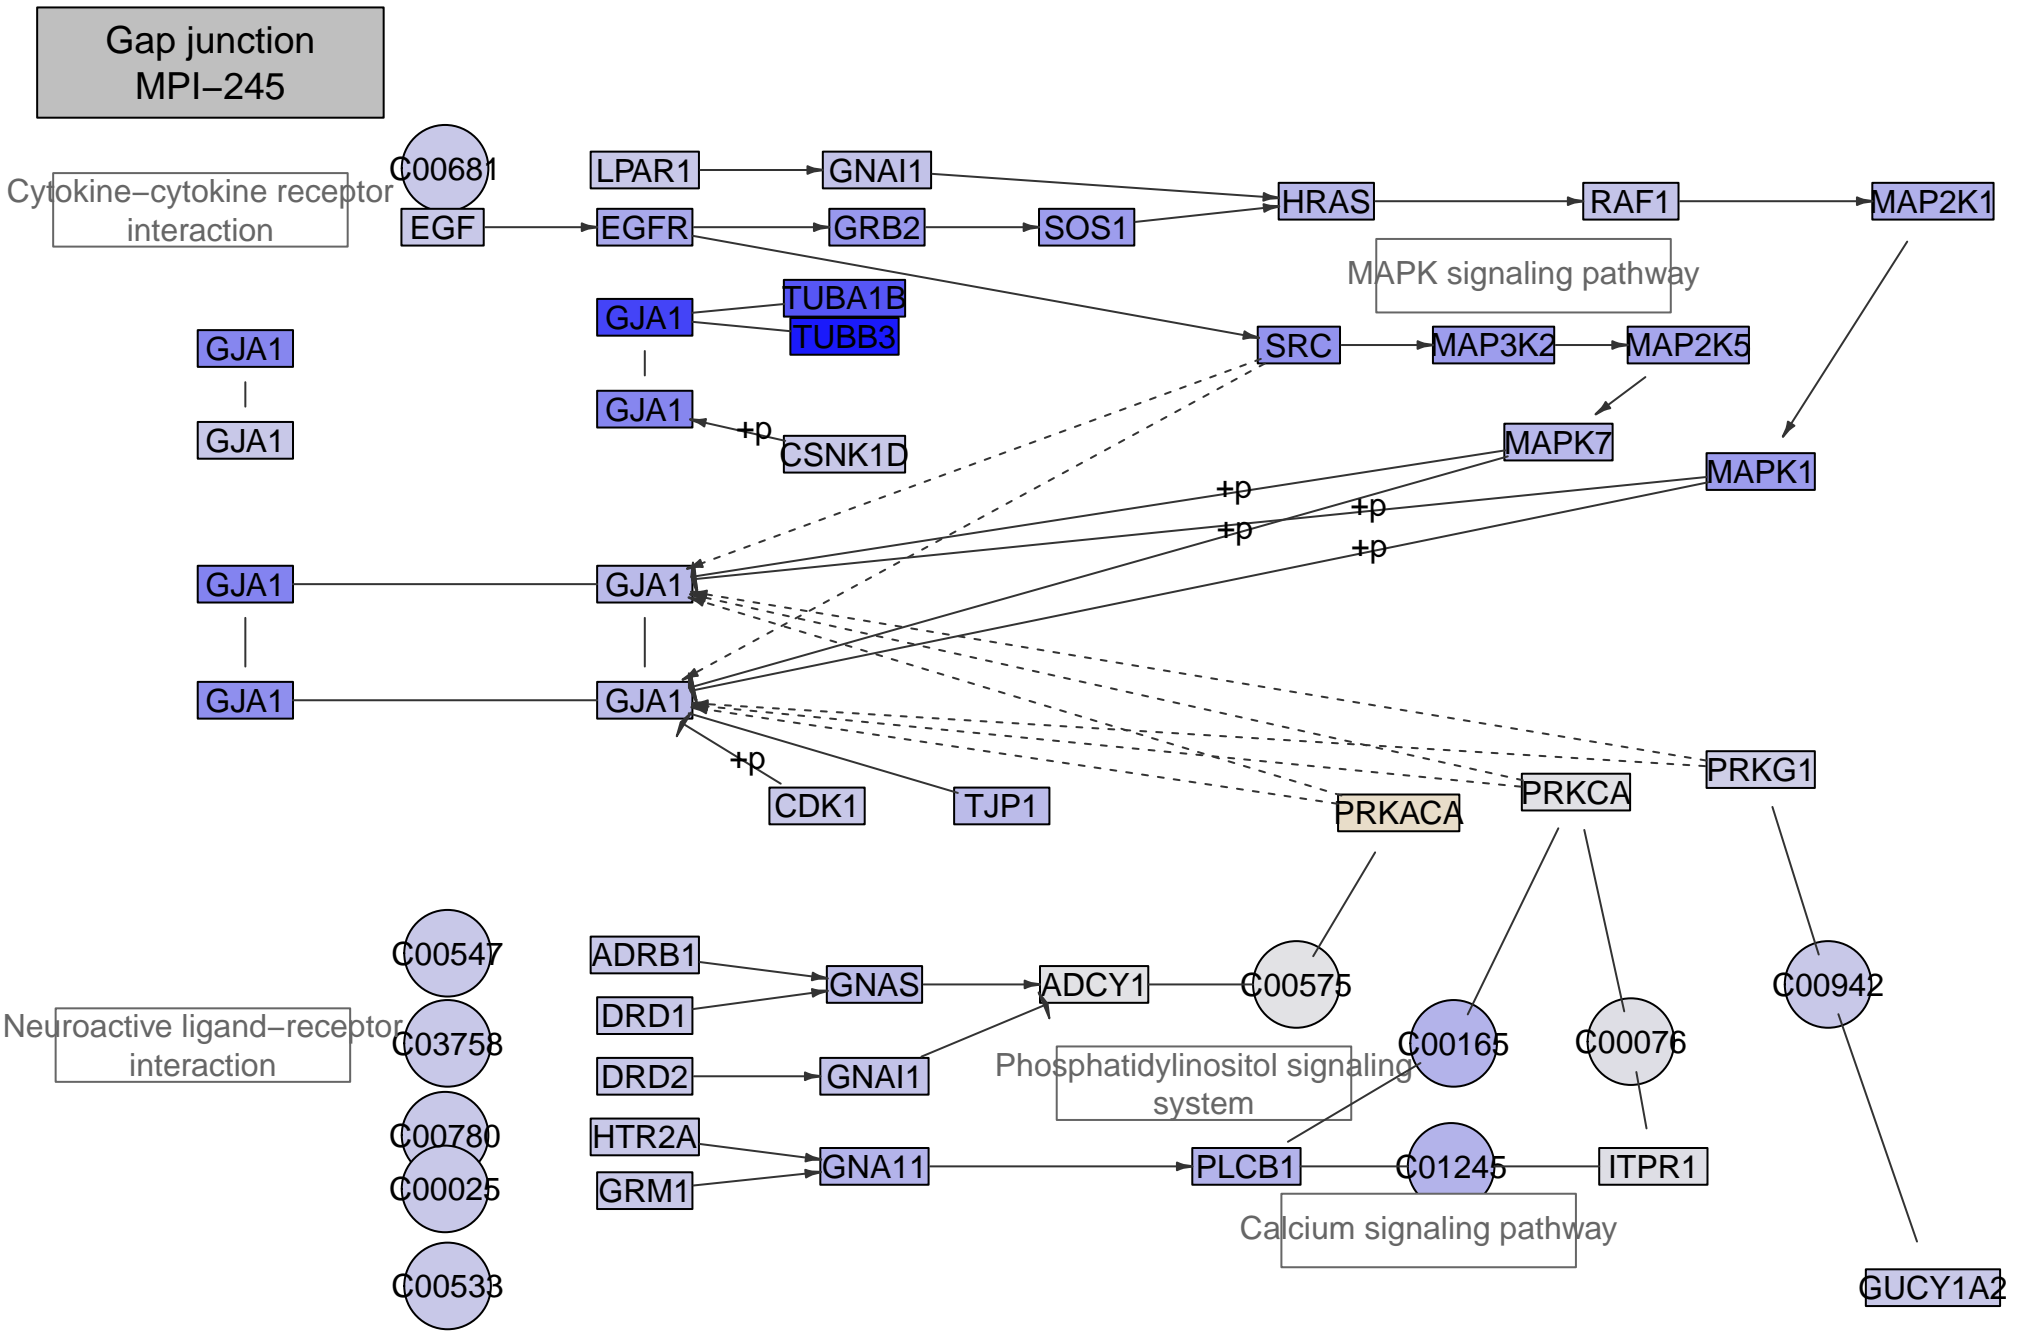 Gap junction
MPI−245
C00681
LPAR1
GNAI1
Cytokine−cytokine receptor
interaction
HRAS
RAF1
MAP2K1
EGF
EGFR
GRB2
SOS1
MAPK signaling pathway
TUBA1B
GJA1
TUBB3
GJA1
SRC
MAP3K2
MAP2K5
GJA1
+p
GJA1
CSNK1D
MAPK7
MAPK1
+p
+p
+p
+p
GJA1
GJA1
GJA1
GJA1
+p
CDK1
TJP1
PRKACA
PRKCA
PRKG1
C00547
ADRB1
GNAS
ADCY1
C00575
C00942
DRD1
Neuroactive ligand−receptor
interaction
C03758
C00165
C00076
DRD2
GNAI1
Phosphatidylinositol signaling
system
C00780
HTR2A
GNA11
PLCB1
C01245
ITPR1
C00025
GRM1
Calcium signaling pathway
C00533
GUCY1A2